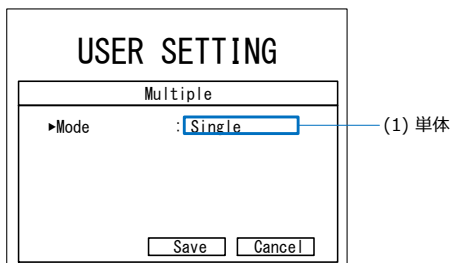 USER SETTING
Multiple
▶Mode : Single
(1) 単体
Save Cancel